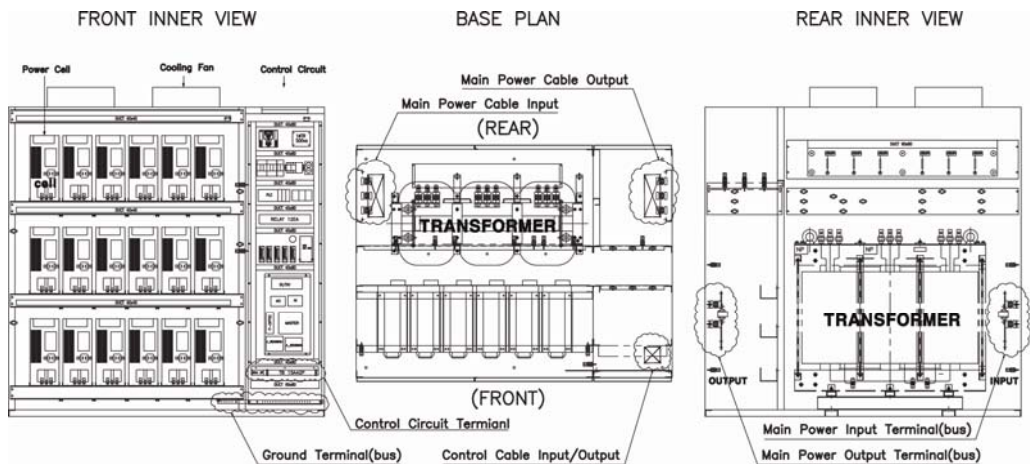 FRONT INNER VIEW
BASE PLAN
REAR INNER VIEW
Power Cell
Cooling Fan
Control Circuit
Main Power Cable Output
Main Power Cable Input
(REAR)
cell
RELAY
MASTER
TRANSFORMER
TRANSFORMER
OUTPUT
INPUT
(FRONT)
Control Circuit Termianl
Ground Terminal(bus)
Control Cable Input/Output
Main Power Input Terminal(bus)
Main Power Output Terminal(bus)